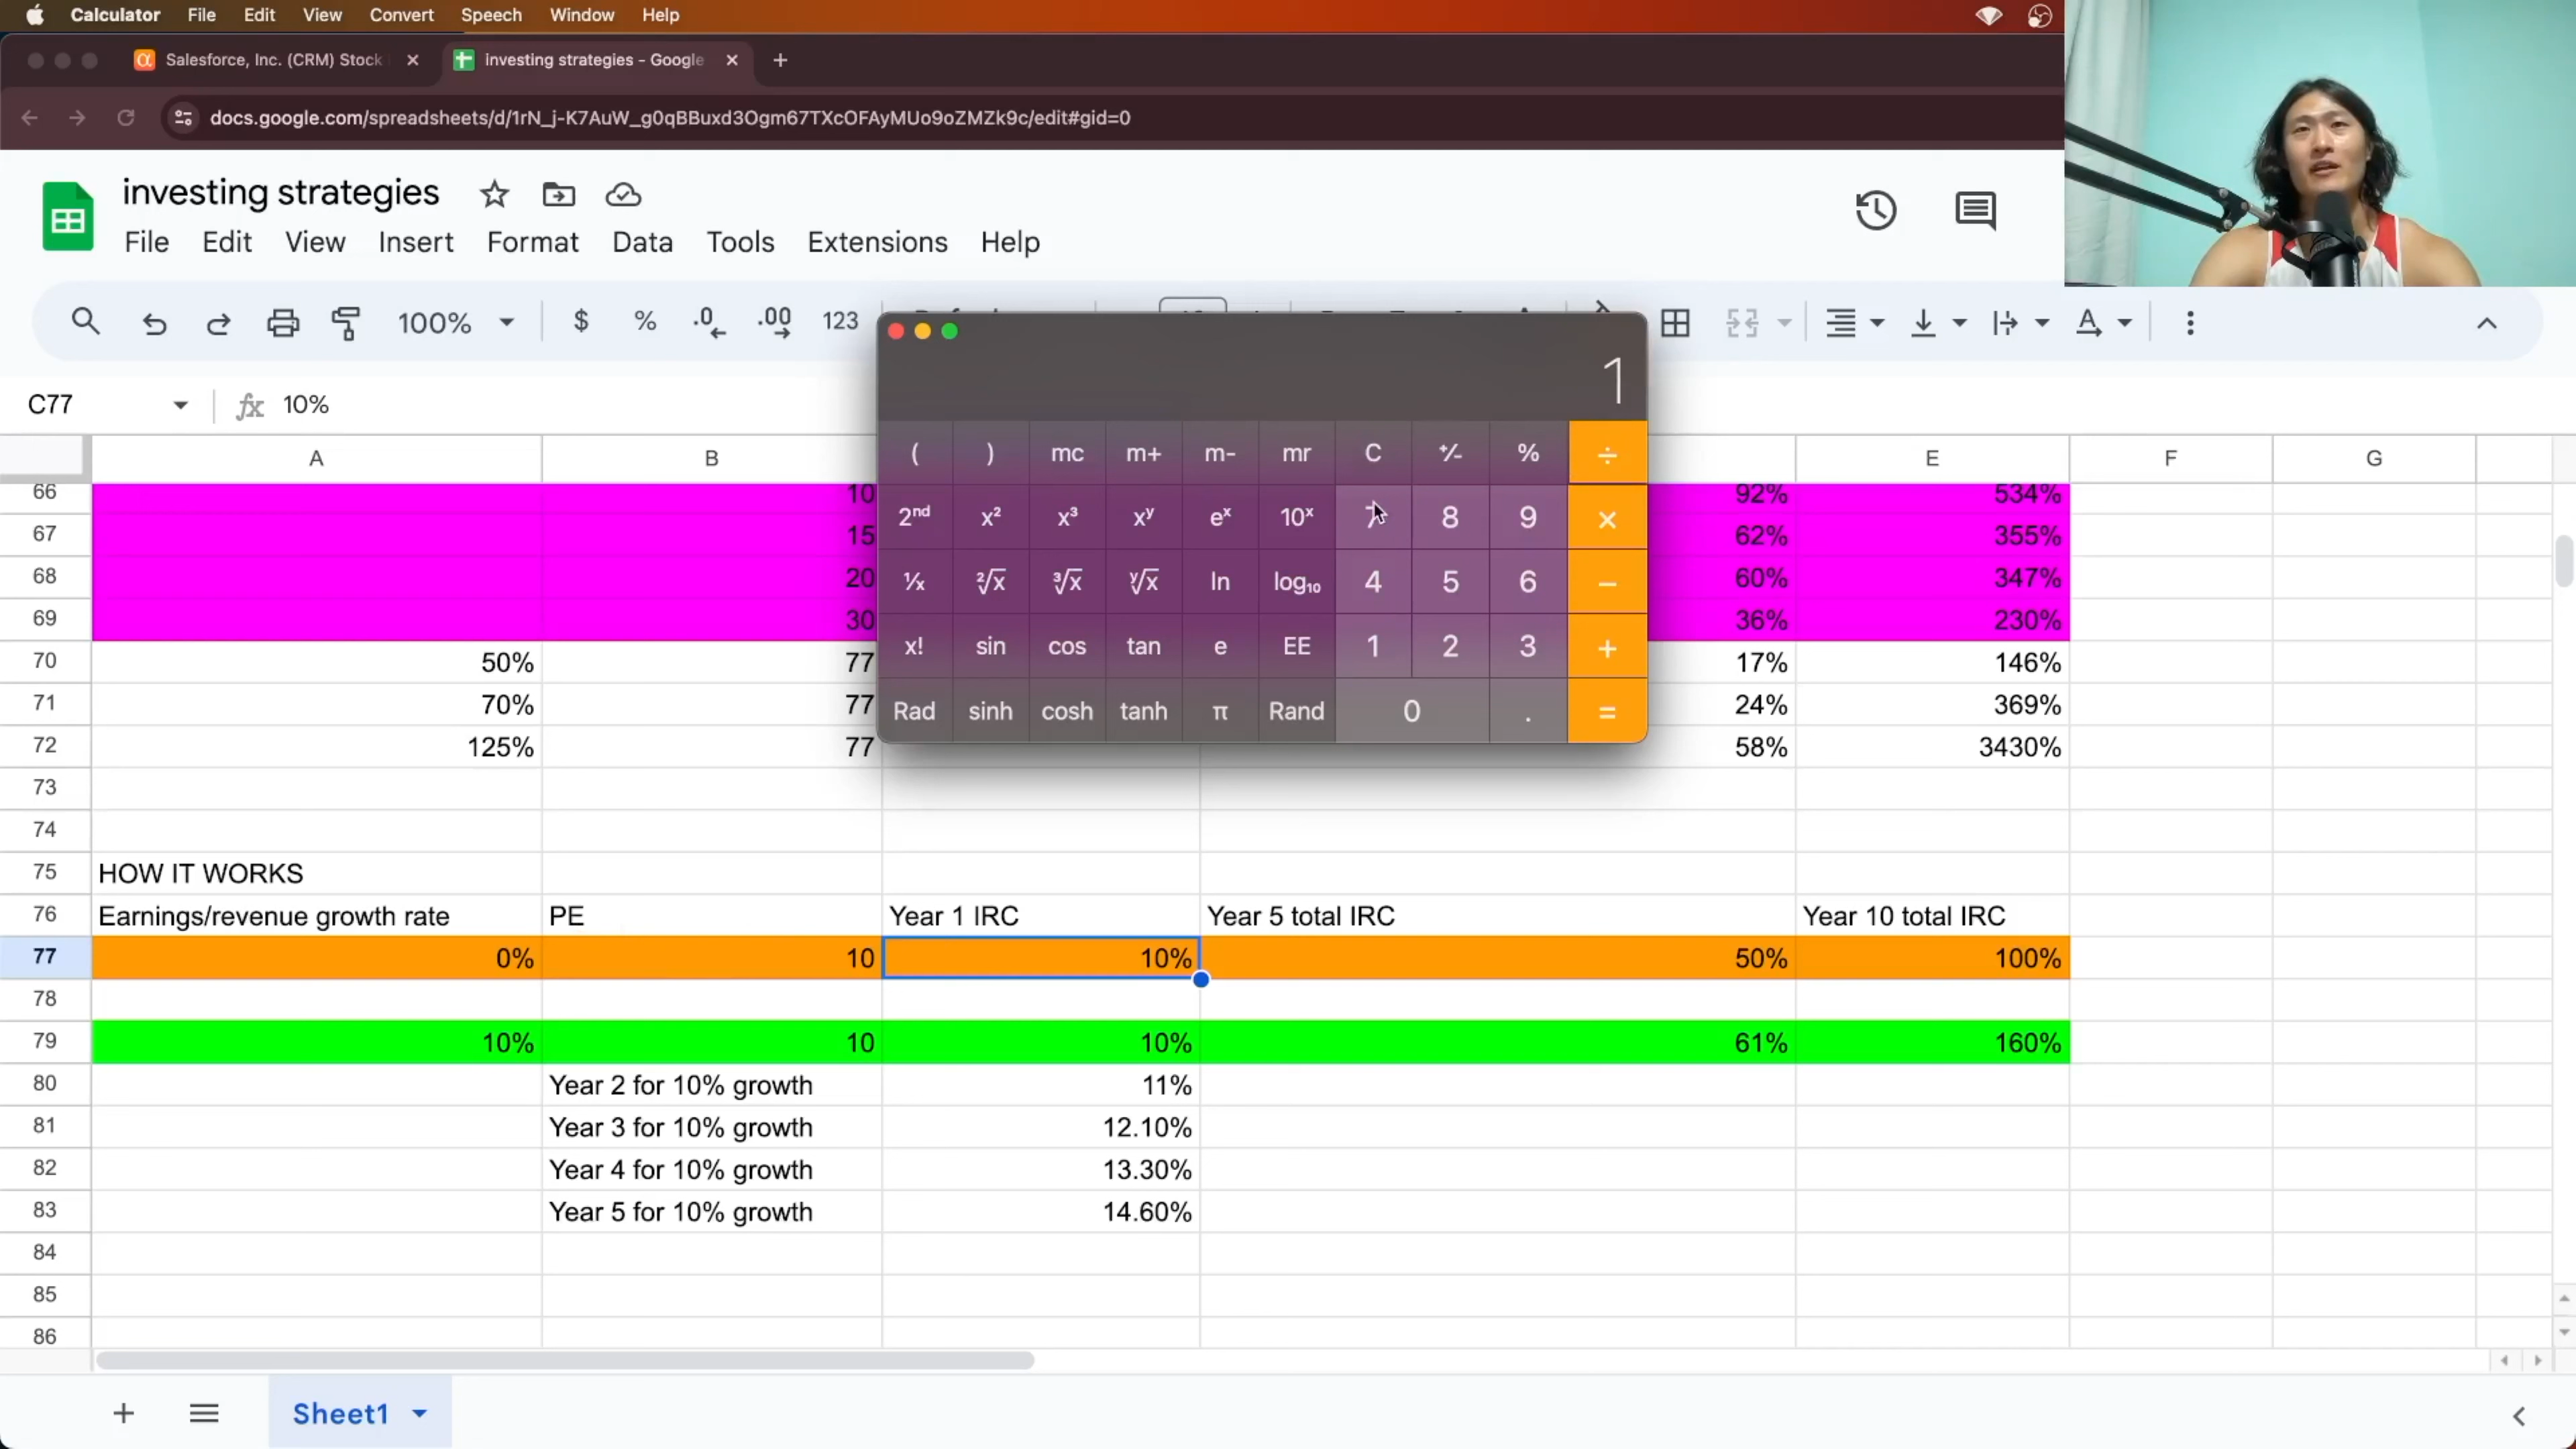 Calculator File Edit View Convert Speech Window Help
Salesforce, Inc. (CRM) Stock
investing strategies - Google
docs.google.com/spreadsheets/d/1rN_j-K7AuW_g0qBBuxd3Ogm67TXcOFAyMUo9oZMZk9c/edit#gid=0
investing strategies
File Edit View Insert Format Data Tools Extensions Help
100% $ % .0 .00 123
C77 fx 10%
1
( ) mc m+ m- mr C +/- % ÷
2nd x² x³ xʸ eˣ 10ˣ 7 8 9 ×
1/x ²√x ³√x ʸ√x ln log₁₀ 4 5 6 −
x! sin cos tan e EE 1 2 3 +
Rad sinh cosh tanh π Rand 0 . =
A B E F G
66 10 92% 534%
67 15 62% 355%
68 20 60% 347%
69 30 36% 230%
70 50% 77 17% 146%
71 70% 77 24% 369%
72 125% 77 58% 3430%
73
74
75 HOW IT WORKS
76 Earnings/revenue growth rate PE Year 1 IRC Year 5 total IRC Year 10 total IRC
77 0% 10 10% 50% 100%
78
79 10% 10 10% 61% 160%
80 Year 2 for 10% growth 11%
81 Year 3 for 10% growth 12.10%
82 Year 4 for 10% growth 13.30%
83 Year 5 for 10% growth 14.60%
84
85
86
Sheet1